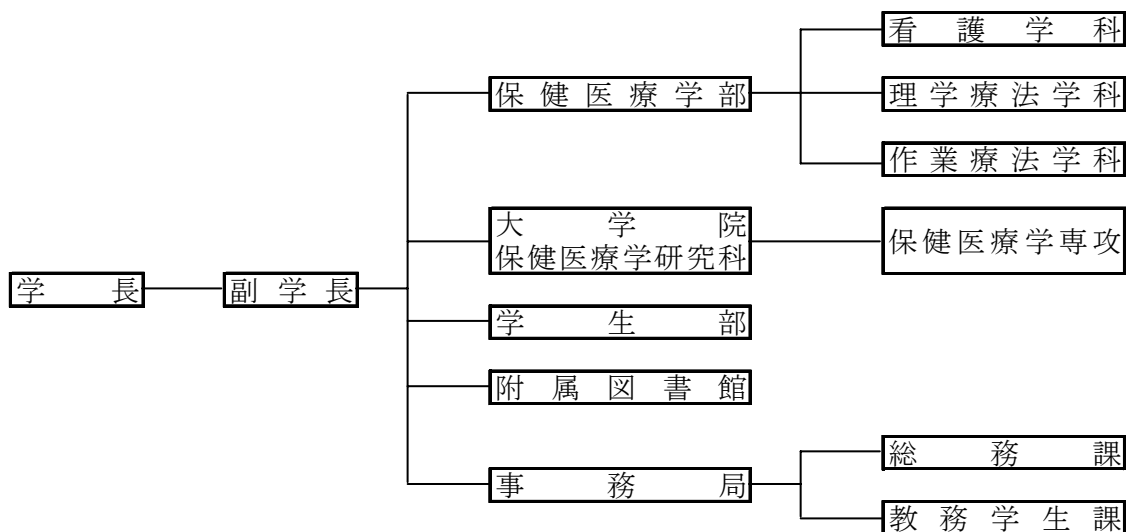 看護学科
保健医療学部
理学療法学科
作業療法学科
大学院
保健医療学研究科
保健医療学専攻
学長
副学長
学生部
附属図書館
総務課
事務局
教務学生課